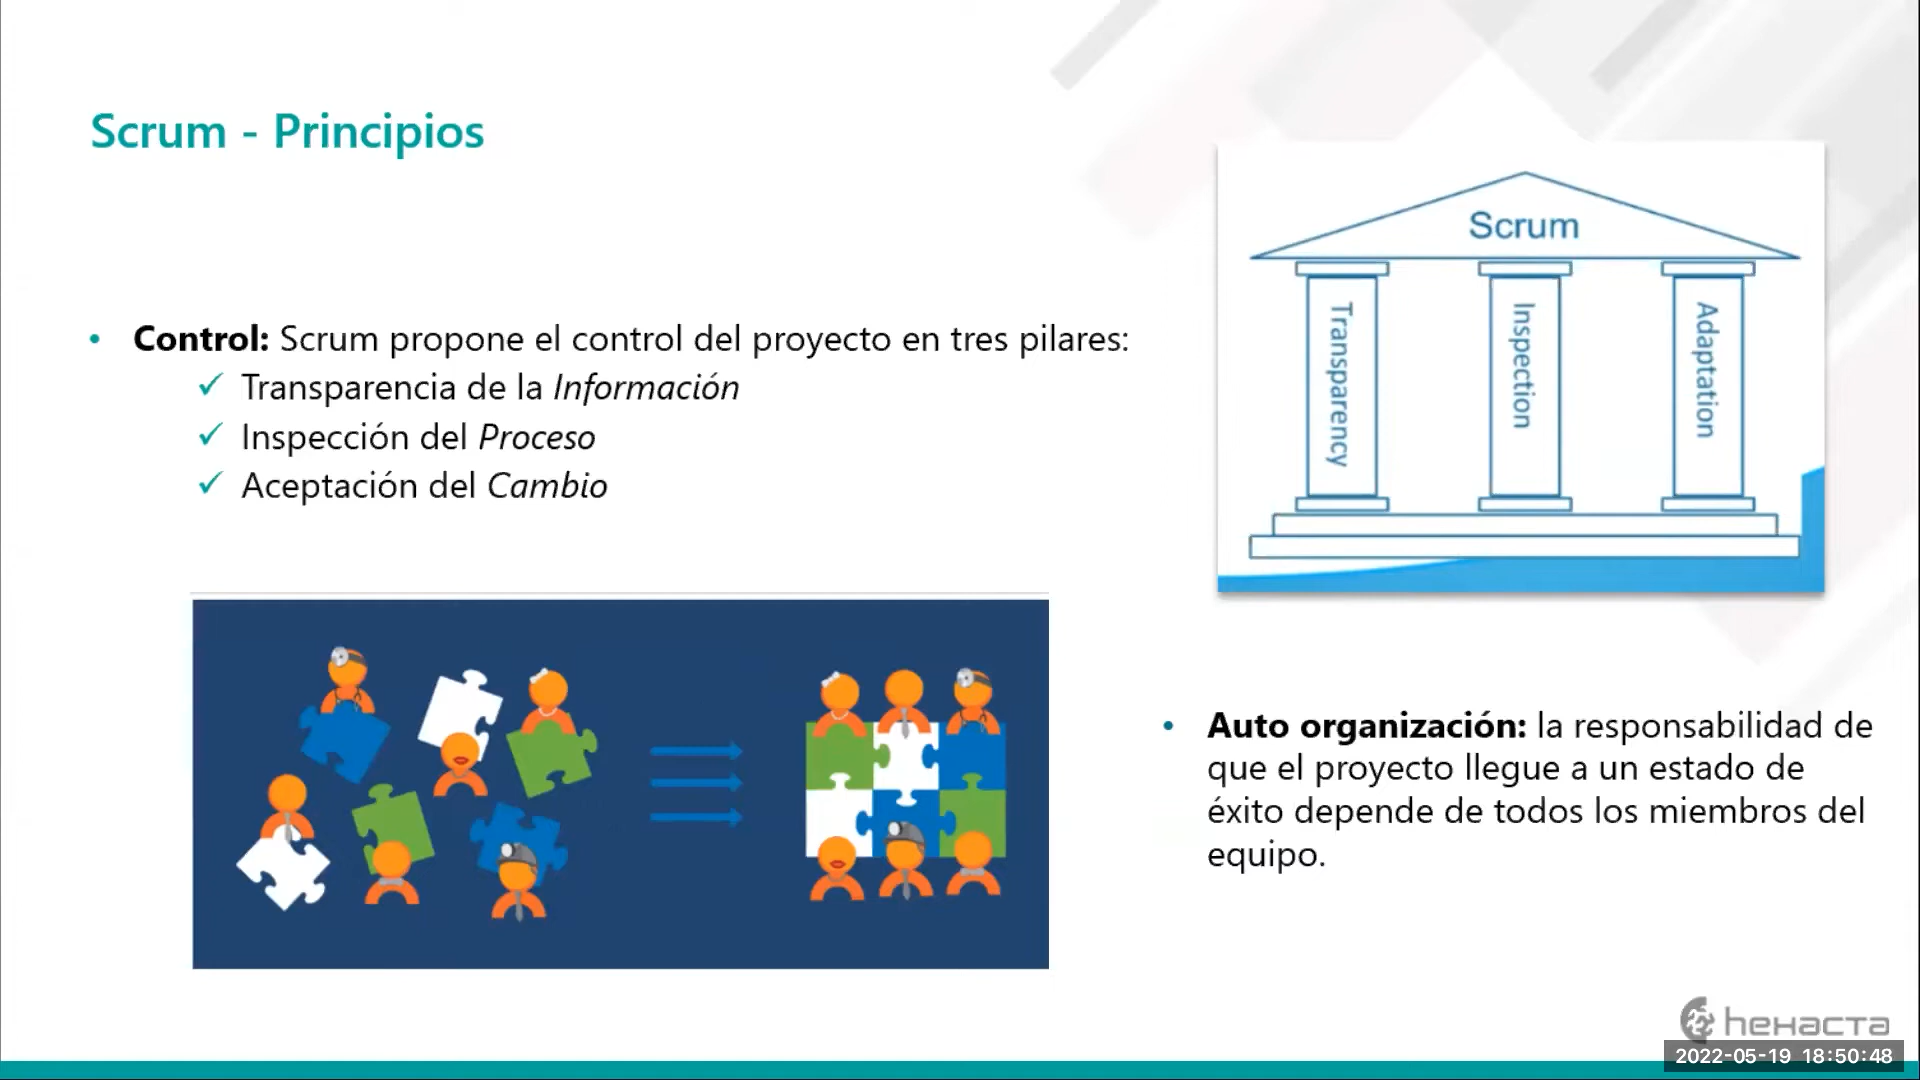 Scrum - Principios
• Control: Scrum propone el control del proyecto en tres pilares:
✓ Transparencia de la Información
✓ Inspección del Proceso
✓ Aceptación del Cambio
Scrum
Transparency
Inspection
Adaptation
• Auto organización: la responsabilidad de
que el proyecto llegue a un estado de
éxito depende de todos los miembros del
equipo.
henacta
2022-05-19 18:50:48